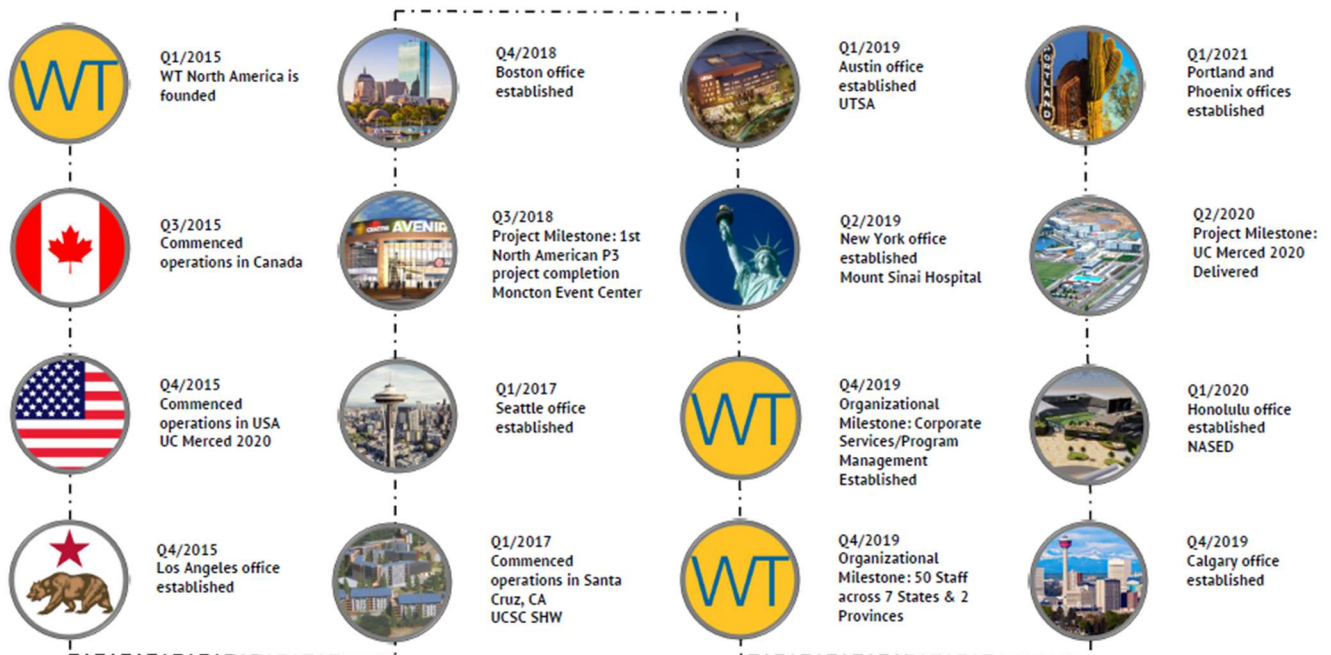 WT
Q1/2015
WT North America is
founded
Q3/2015
Commenced
operations in Canada
Q4/2015
Commenced
operations in USA
UC Merced 2020
Q4/2015
Los Angeles office
established
Q4/2018
Boston office
established
AVENIR
Q3/2018
Project Milestone: 1st
North American P3
project completion
Moncton Event Center
Q1/2017
Seattle office
established
Q1/2017
Commenced
operations in Santa
Cruz, CA
UCSC SHW
Q1/2019
Austin office
established
UTSA
Q2/2019
New York office
established
Mount Sinai Hospital
WT
Q4/2019
Organizational
Milestone: Corporate
Services/Program
Management
Established
WT
Q4/2019
Organizational
Milestone: 50 Staff
across 7 States & 2
Provinces
PORTLAND
Q1/2021
Portland and
Phoenix offices
established
Q2/2020
Project Milestone:
UC Merced 2020
Delivered
Q1/2020
Honolulu office
established
NASED
Q4/2019
Calgary office
established